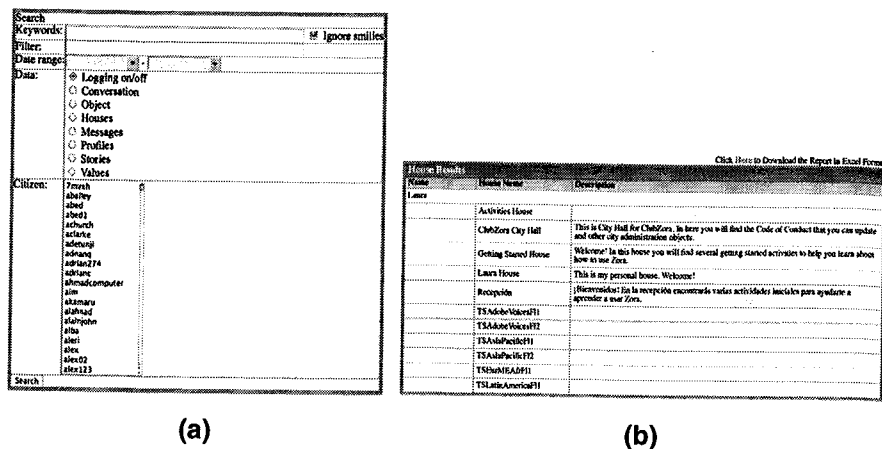 Search
Keywords: Ignore smilies
Filter:
Date range: -
Data: Logging on/off
Conversation
Object
Houses
Messages
Profiles
Stories
Values
Citizen: 7mrsh
abailey
abed
abed1
achurch
aclarke
adetunji
adnanq
adrian274
adrianc
ahmadcomputer
aim
akamaru
alahnad
alainjohn
alba
aleri
alex
alex02
alex123
Search
(a)
Click Here to Download the Report in Excel Format
House Results
Name House Name Description
Laura
Activities House
ClubZora City Hall This is City Hall for ClubZora. In here you will find the Code of Conduct that you can update
and other city administration objects.
Getting Started House Welcome! In this house you will find several getting started activities to help you learn about
how to use Zora.
Laura House This is my personal house. Welcome!
Recepción ¡Bienvenidos! En la recepción encontrarás varias actividades iniciales para ayudarte a
aprender a usar Zora.
TSAdobeVoicesFl1
TSAdobeVoicesFl2
TSAsiaPacificFl1
TSAsiaPacificFl2
TSEurMEAFl1
TSLatinAmericaFl1
(b)